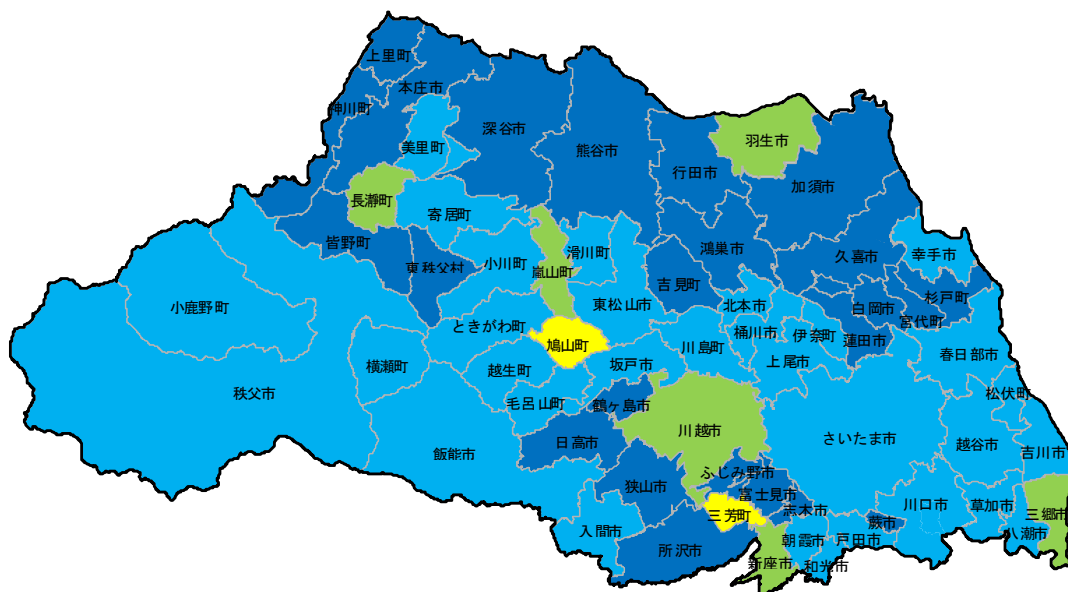 上里町
本庄市
神川町
深谷市
羽生市
美里町
熊谷市
行田市
加須市
長瀞町
寄居町
皆野町
鴻巣市
久喜市
幸手市
東秩父村
小川町
嵐山町
滑川町
吉見町
小鹿野町
東松山市
北本市
白岡市
杉戸町
宮代町
ときがわ町
桶川市
伊奈町
蓮田市
鳩山町
川島町
春日部市
横瀬町
越生町
坂戸市
上尾市
秩父市
毛呂山町
鶴ヶ島市
松伏町
川越市
さいたま市
日高市
越谷市
吉川市
飯能市
ふじみ野市
狭山市
富士見市
志木市
川口市
草加市
三郷市
三芳町
蕨市
入間市
朝霞市
戸田市
八潮市
所沢市
新座市
和光市